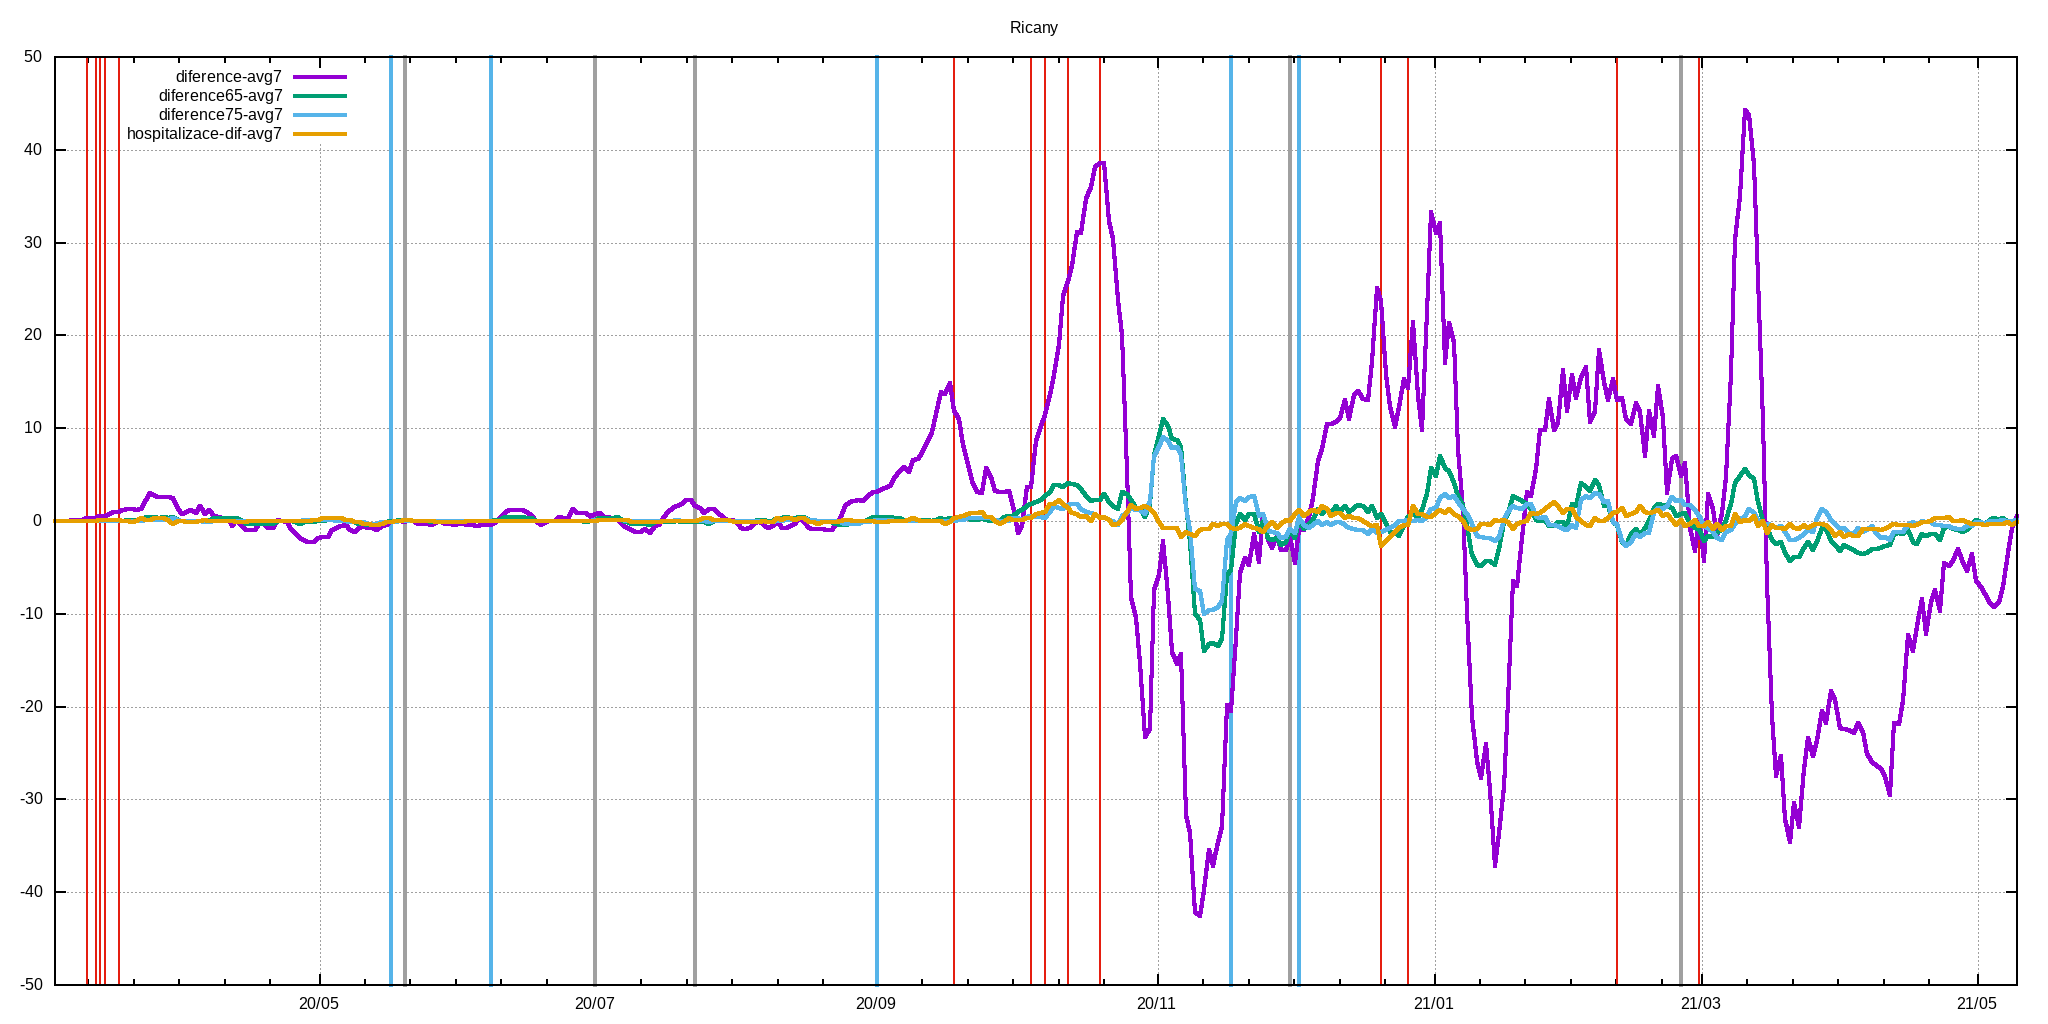 Ricany
50
40
30
20
10
0
-10
-20
-30
-40
-50
diference-avg7
diference65-avg7
diference75-avg7
hospitalizace-dif-avg7
20/05 20/07 20/09 20/11 21/01 21/03 21/05